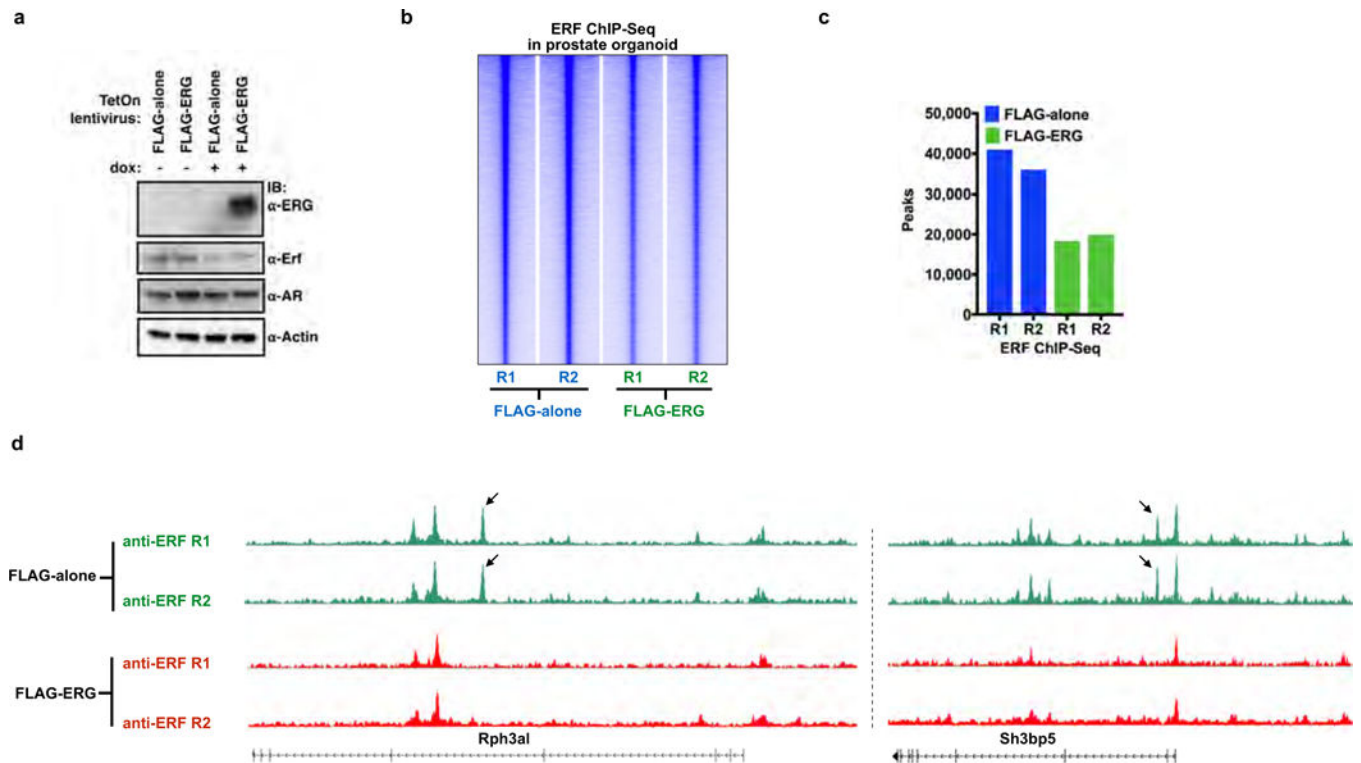 a
TetOn
lentivirus:
FLAG-alone
FLAG-ERG
FLAG-alone
FLAG-ERG
dox: - - + +
IB:
α-ERG
α-Erf
α-AR
α-Actin
b
ERF ChIP-Seq
in prostate organoid
R1 R2 R1 R2
FLAG-alone FLAG-ERG
c
FLAG-alone
FLAG-ERG
50,000
40,000
30,000
20,000
10,000
0
Peaks
R1 R2 R1 R2
ERF ChIP-Seq
d
FLAG-alone
anti-ERF R1
anti-ERF R2
FLAG-ERG
anti-ERF R1
anti-ERF R2
Rph3al Sh3bp5